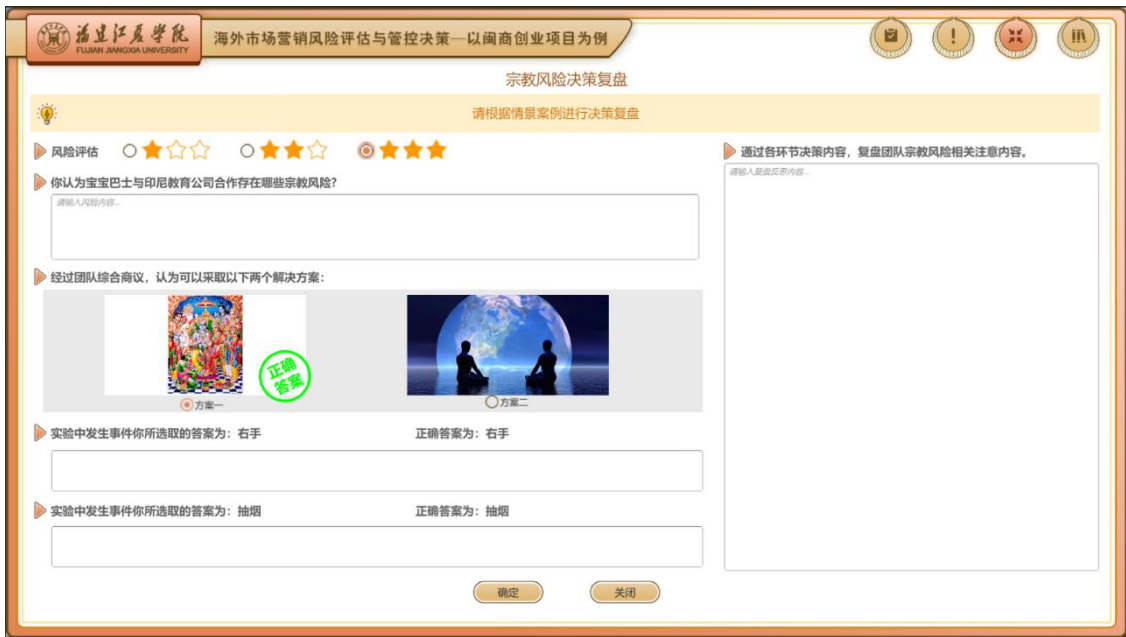 福建江夏学院
FUJIAN JIANGXIA UNIVERSITY
海外市场营销风险评估与管控决策—以闽商创业项目为例
宗教风险决策复盘
请根据情景案例进行决策复盘
风险评估
你认为宝宝巴士与印尼教育公司合作存在哪些宗教风险？
请输入风险内容...
经过团队综合商议，认为可以采取以下两个解决方案：
正确
答案
方案一
方案二
实验中发生事件你所选取的答案为：右手 正确答案为：右手
实验中发生事件你所选取的答案为：抽烟 正确答案为：抽烟
通过各环节决策内容，复盘团队宗教风险相关注意内容。
请输入复盘反思内容...
确定
关闭